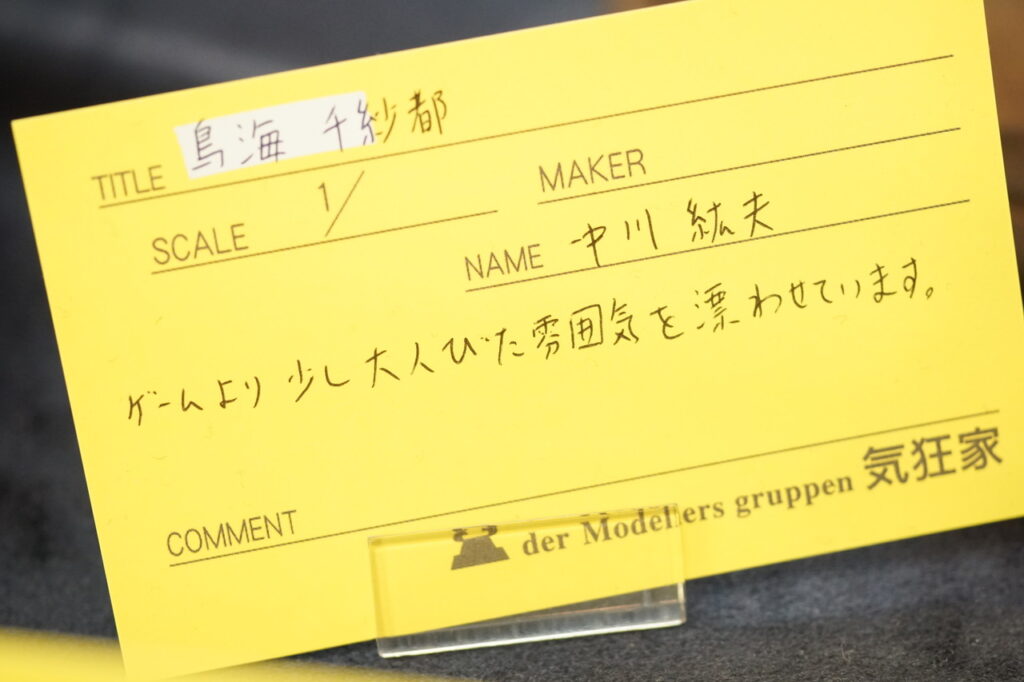 TITLE 鳥海 千紗都
SCALE 1/
MAKER
NAME 中川 紘夫
ゲームより少し大人びた雰囲気を漂わせています。
COMMENT
der Modellers gruppen 気狂家